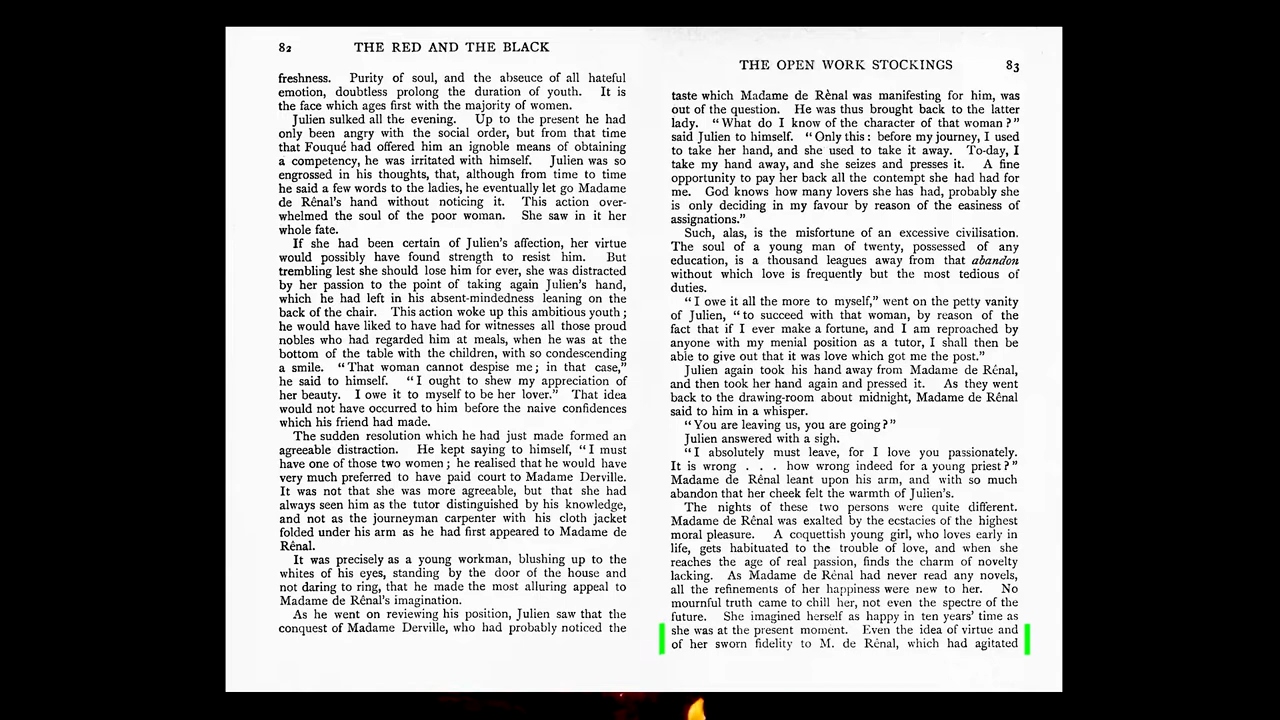 82 THE RED AND THE BLACK
freshness. Purity of soul, and the absence of all hateful
emotion, doubtless prolong the duration of youth. It is
the face which ages first with the majority of women.
Julien sulked all the evening. Up to the present he had
only been angry with the social order, but from that time
that Fouqué had offered him an ignoble means of obtaining
a competency, he was irritated with himself. Julien was so
engrossed in his thoughts, that, although from time to time
he said a few words to the ladies, he eventually let go Madame
de Rênal's hand without noticing it. This action over-
whelmed the soul of the poor woman. She saw in it her
whole fate.
If she had been certain of Julien's affection, her virtue
would possibly have found strength to resist him. But
trembling lest she should lose him for ever, she was distracted
by her passion to the point of taking again Julien's hand,
which he had left in his absent-mindedness leaning on the
back of the chair. This action woke up this ambitious youth;
he would have liked to have had for witnesses all those proud
nobles who had regarded him at meals, when he was at the
bottom of the table with the children, with so condescending
a smile. "That woman cannot despise me; in that case,"
he said to himself. "I ought to shew my appreciation of
her beauty. I owe it to myself to be her lover." That idea
would not have occurred to him before the naive confidences
which his friend had made.
The sudden resolution which he had just made formed an
agreeable distraction. He kept saying to himself, "I must
have one of those two women; he realised that he would have
very much preferred to have paid court to Madame Derville.
It was not that she was more agreeable, but that she had
always seen him as the tutor distinguished by his knowledge,
and not as the journeyman carpenter with his cloth jacket
folded under his arm as he had first appeared to Madame de
Rênal.
It was precisely as a young workman, blushing up to the
whites of his eyes, standing by the door of the house and
not daring to ring, that he made the most alluring appeal to
Madame de Rênal's imagination.
As he went on reviewing his position, Julien saw that the
conquest of Madame Derville, who had probably noticed the
THE OPEN WORK STOCKINGS 83
taste which Madame de Rênal was manifesting for him, was
out of the question. He was thus brought back to the latter
lady. "What do I know of the character of that woman?"
said Julien to himself. "Only this: before my journey, I used
to take her hand, and she used to take it away. To-day, I
take my hand away, and she seizes and presses it. A fine
opportunity to pay her back all the contempt she had had for
me. God knows how many lovers she has had, probably she
is only deciding in my favour by reason of the easiness of
assignations."
Such, alas, is the misfortune of an excessive civilisation.
The soul of a young man of twenty, possessed of any
education, is a thousand leagues away from that abandon
without which love is frequently but the most tedious of
duties.
"I owe it all the more to myself," went on the petty vanity
of Julien, "to succeed with that woman, by reason of the
fact that if I ever make a fortune, and I am reproached by
anyone with my menial position as a tutor, I shall then be
able to give out that it was love which got me the post."
Julien again took his hand away from Madame de Rênal,
and then took her hand again and pressed it. As they went
back to the drawing-room about midnight, Madame de Rênal
said to him in a whisper.
"You are leaving us, you are going?"
Julien answered with a sigh.
"I absolutely must leave, for I love you passionately.
It is wrong . . . how wrong indeed for a young priest?"
Madame de Rênal leant upon his arm, and with so much
abandon that her cheek felt the warmth of Julien's.
The nights of these two persons were quite different.
Madame de Rênal was exalted by the ecstacies of the highest
moral pleasure. A coquettish young girl, who loves early in
life, gets habituated to the trouble of love, and when she
reaches the age of real passion, finds the charm of novelty
lacking. As Madame de Rênal had never read any novels,
all the refinements of her happiness were new to her. No
mournful truth came to chill her, not even the spectre of the
future. She imagined herself as happy in ten years' time as
she was at the present moment. Even the idea of virtue and
of her sworn fidelity to M. de Rênal, which had agitated